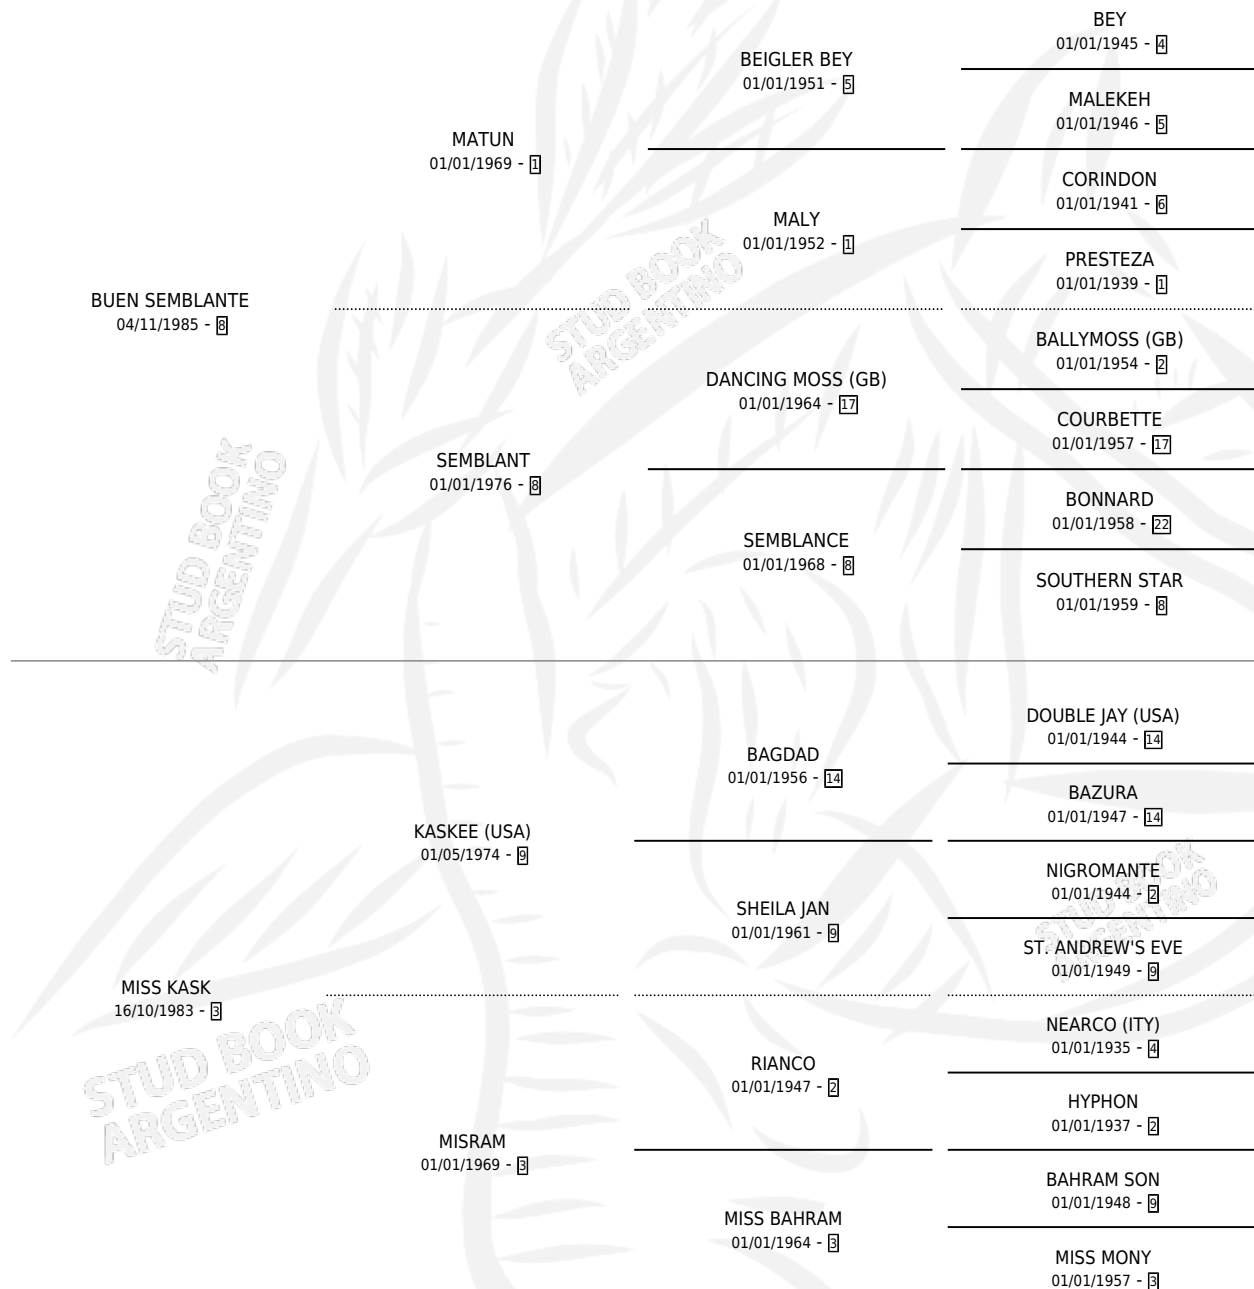 BEY
01/01/1945 - 4
BEIGLER BEY
01/01/1951 - 5
MALEKEH
01/01/1946 - 5
MATUN
01/01/1969 - 1
CORINDON
01/01/1941 - 6
MALY
01/01/1952 - 1
PRESTEZA
01/01/1939 - 1
BUEN SEMBLANTE
04/11/1985 - 8
BALLYMOSS (GB)
01/01/1954 - 2
DANCING MOSS (GB)
01/01/1964 - 17
COURBETTE
01/01/1957 - 17
SEMBLANT
01/01/1976 - 8
BONNARD
01/01/1958 - 22
SEMBLANCE
01/01/1968 - 8
SOUTHERN STAR
01/01/1959 - 8
DOUBLE JAY (USA)
01/01/1944 - 14
BAGDAD
01/01/1956 - 14
BAZURA
01/01/1947 - 14
KASKEE (USA)
01/05/1974 - 9
NIGROMANTE
01/01/1944 - 2
SHEILA JAN
01/01/1961 - 9
ST. ANDREW'S EVE
01/01/1949 - 9
MISS KASK
16/10/1983 - 3
NEARCO (ITY)
01/01/1935 - 4
RIANCO
01/01/1947 - 2
HYPHON
01/01/1937 - 2
MISRAM
01/01/1969 - 3
BAHRAM SON
01/01/1948 - 9
MISS BAHRAM
01/01/1964 - 3
MISS MONY
01/01/1957 - 3
STUD BOOK
ARGENTINO
STUD BOOK
ARGENTINO
STUD BOOK
ARGENTINO
STUD BOOK
ARGENTINO